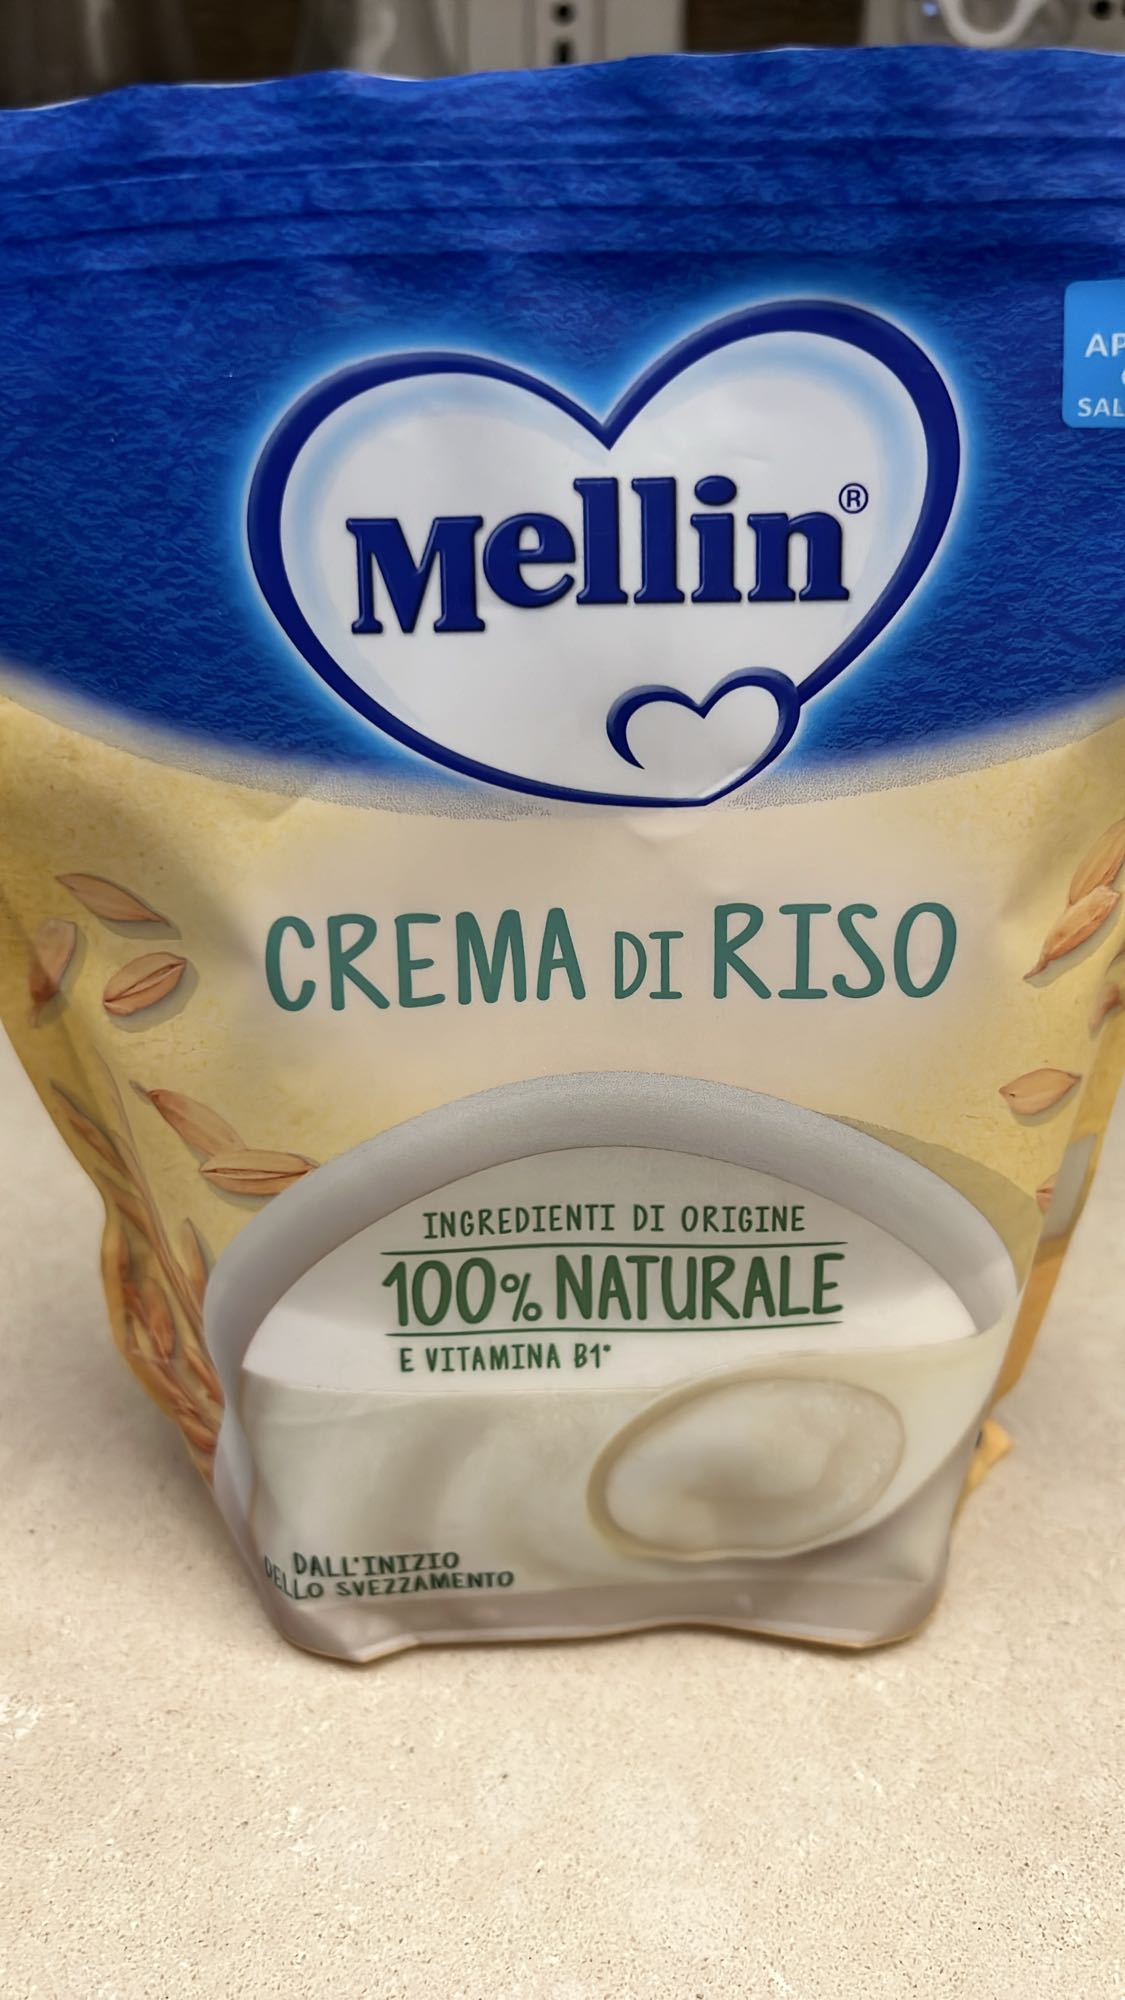 Mellin®
CREMA DI RISO
INGREDIENTI DI ORIGINE
100% NATURALE
E VITAMINA B1*
DALL'INIZIO
DELLO SVEZZAMENTO